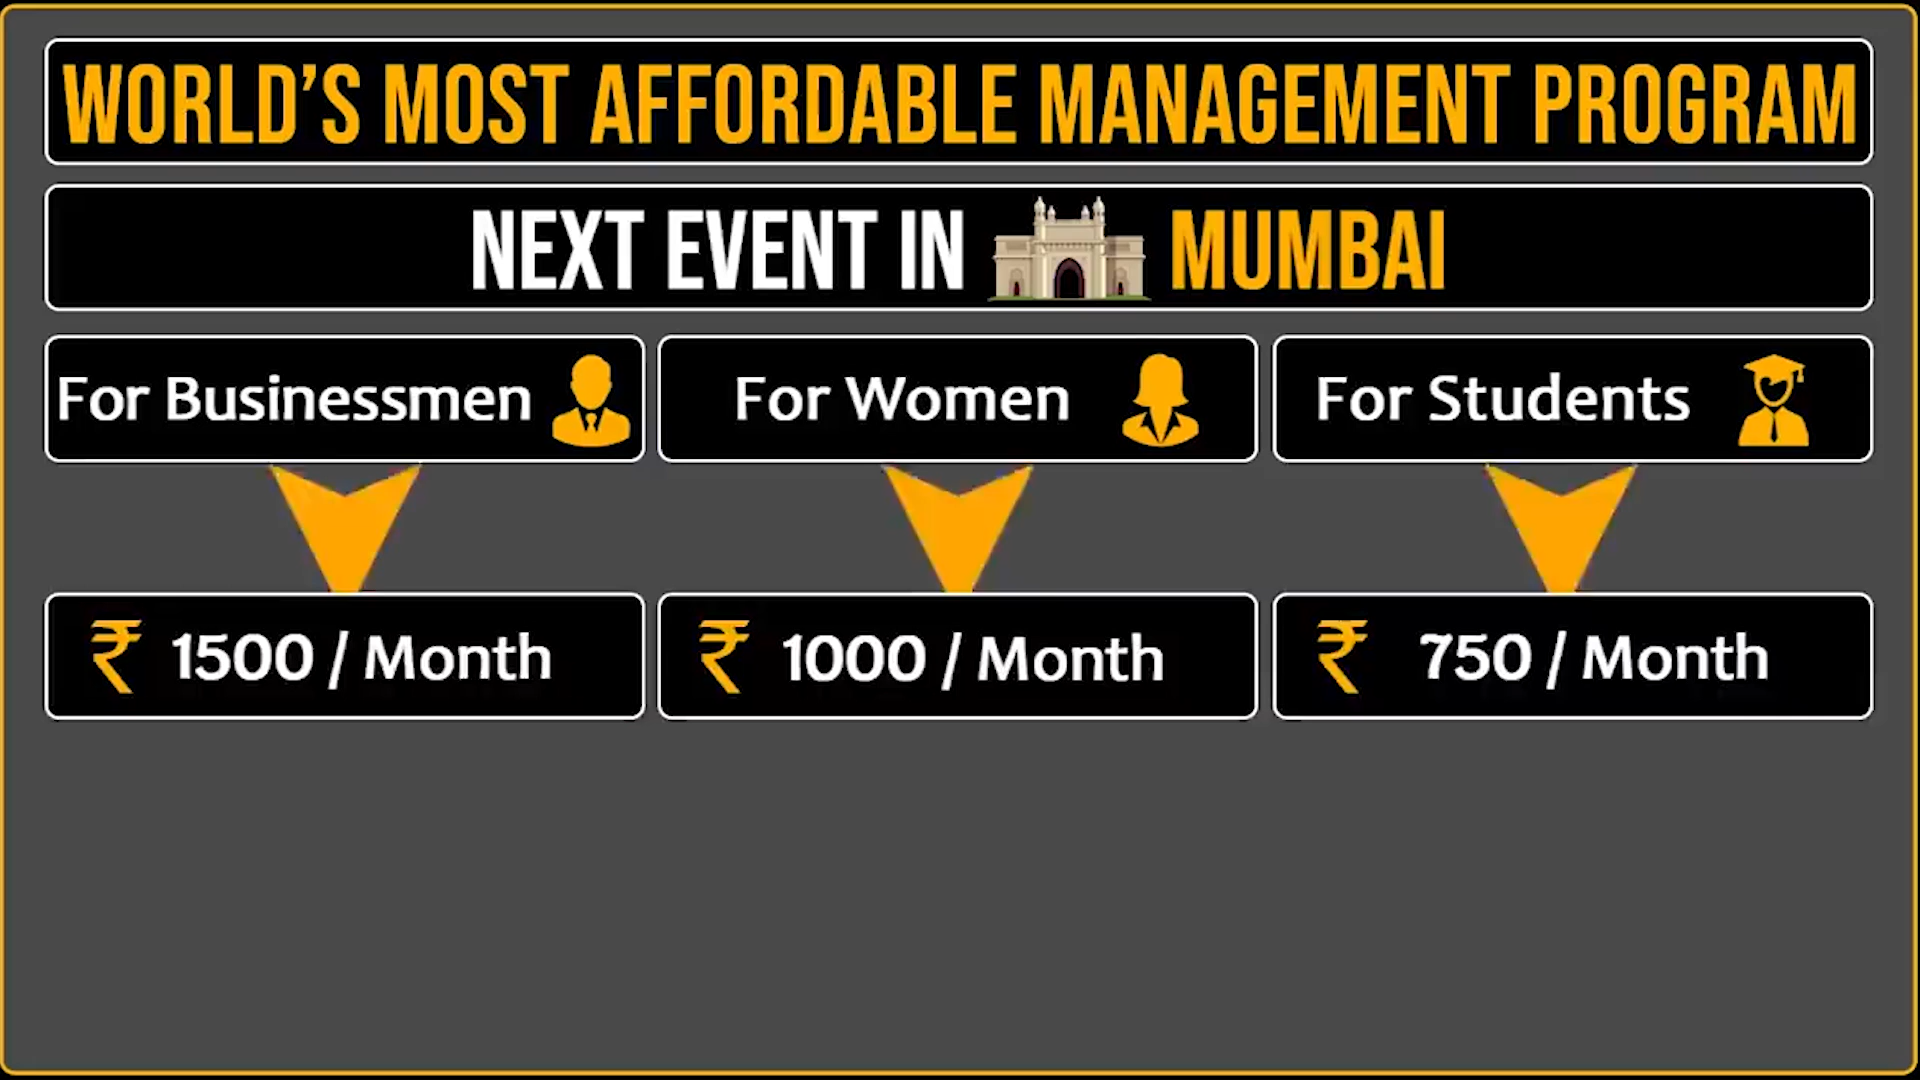 WORLD'S MOST AFFORDABLE MANAGEMENT PROGRAM
NEXT EVENT IN MUMBAI
For Businessmen
For Women
For Students
₹ 1500 / Month
₹ 1000 / Month
₹ 750 / Month